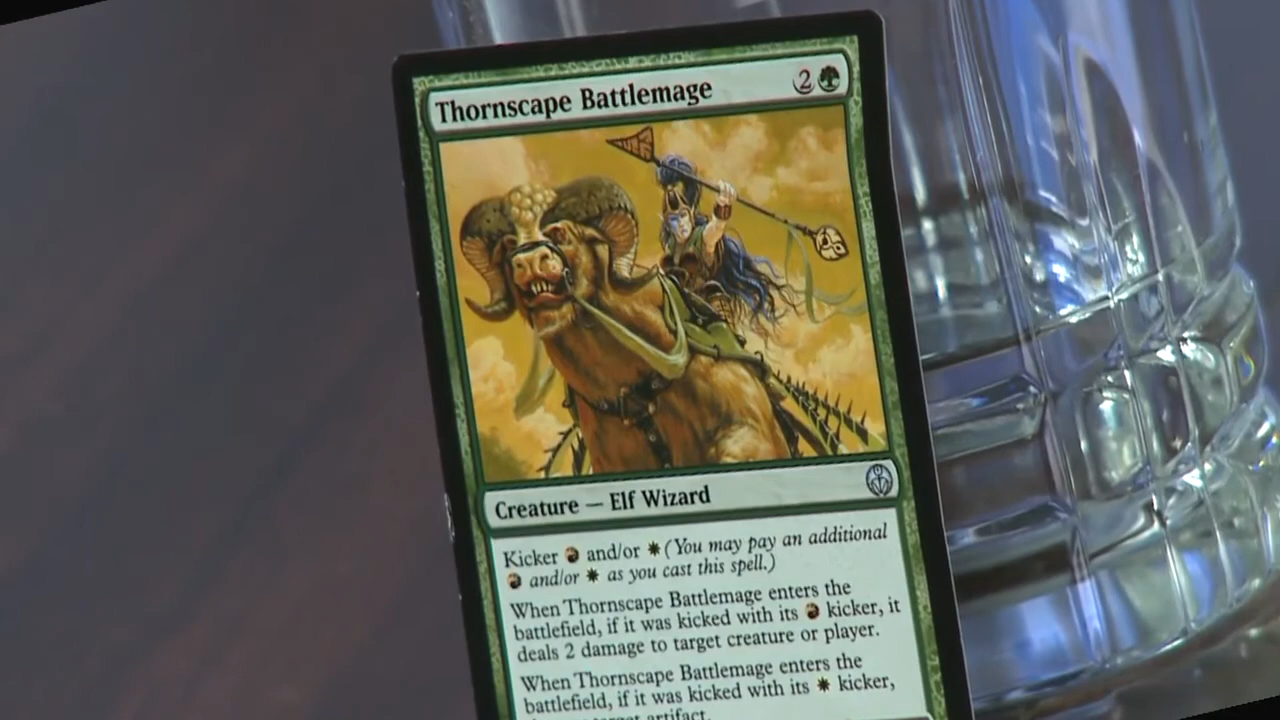 Thornscape Battlemage 2
Creature — Elf Wizard
Kicker and/or (You may pay an additional
and/or as you cast this spell.)
When Thornscape Battlemage enters the
battlefield, if it was kicked with its kicker, it
deals 2 damage to target creature or player.
When Thornscape Battlemage enters the
battlefield, if it was kicked with its kicker,
target artifact.